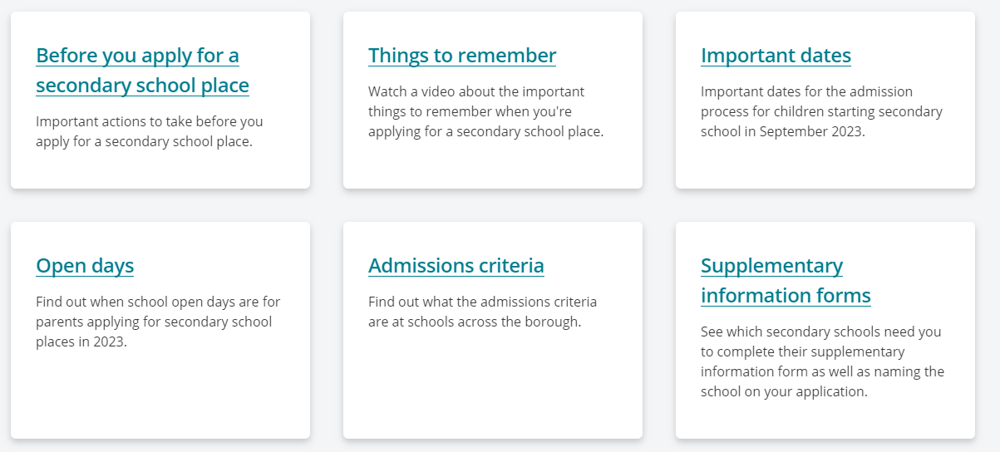 Before you apply for a
secondary school place
Important actions to take before you
apply for a secondary school place.
Things to remember
Watch a video about the important
things to remember when you're
applying for a secondary school place.
Important dates
Important dates for the admission
process for children starting secondary
school in September 2023.
Open days
Find out when school open days are for
parents applying for secondary school
places in 2023.
Admissions criteria
Find out what the admissions criteria
are at schools across the borough.
Supplementary
information forms
See which secondary schools need you
to complete their supplementary
information form as well as naming the
school on your application.